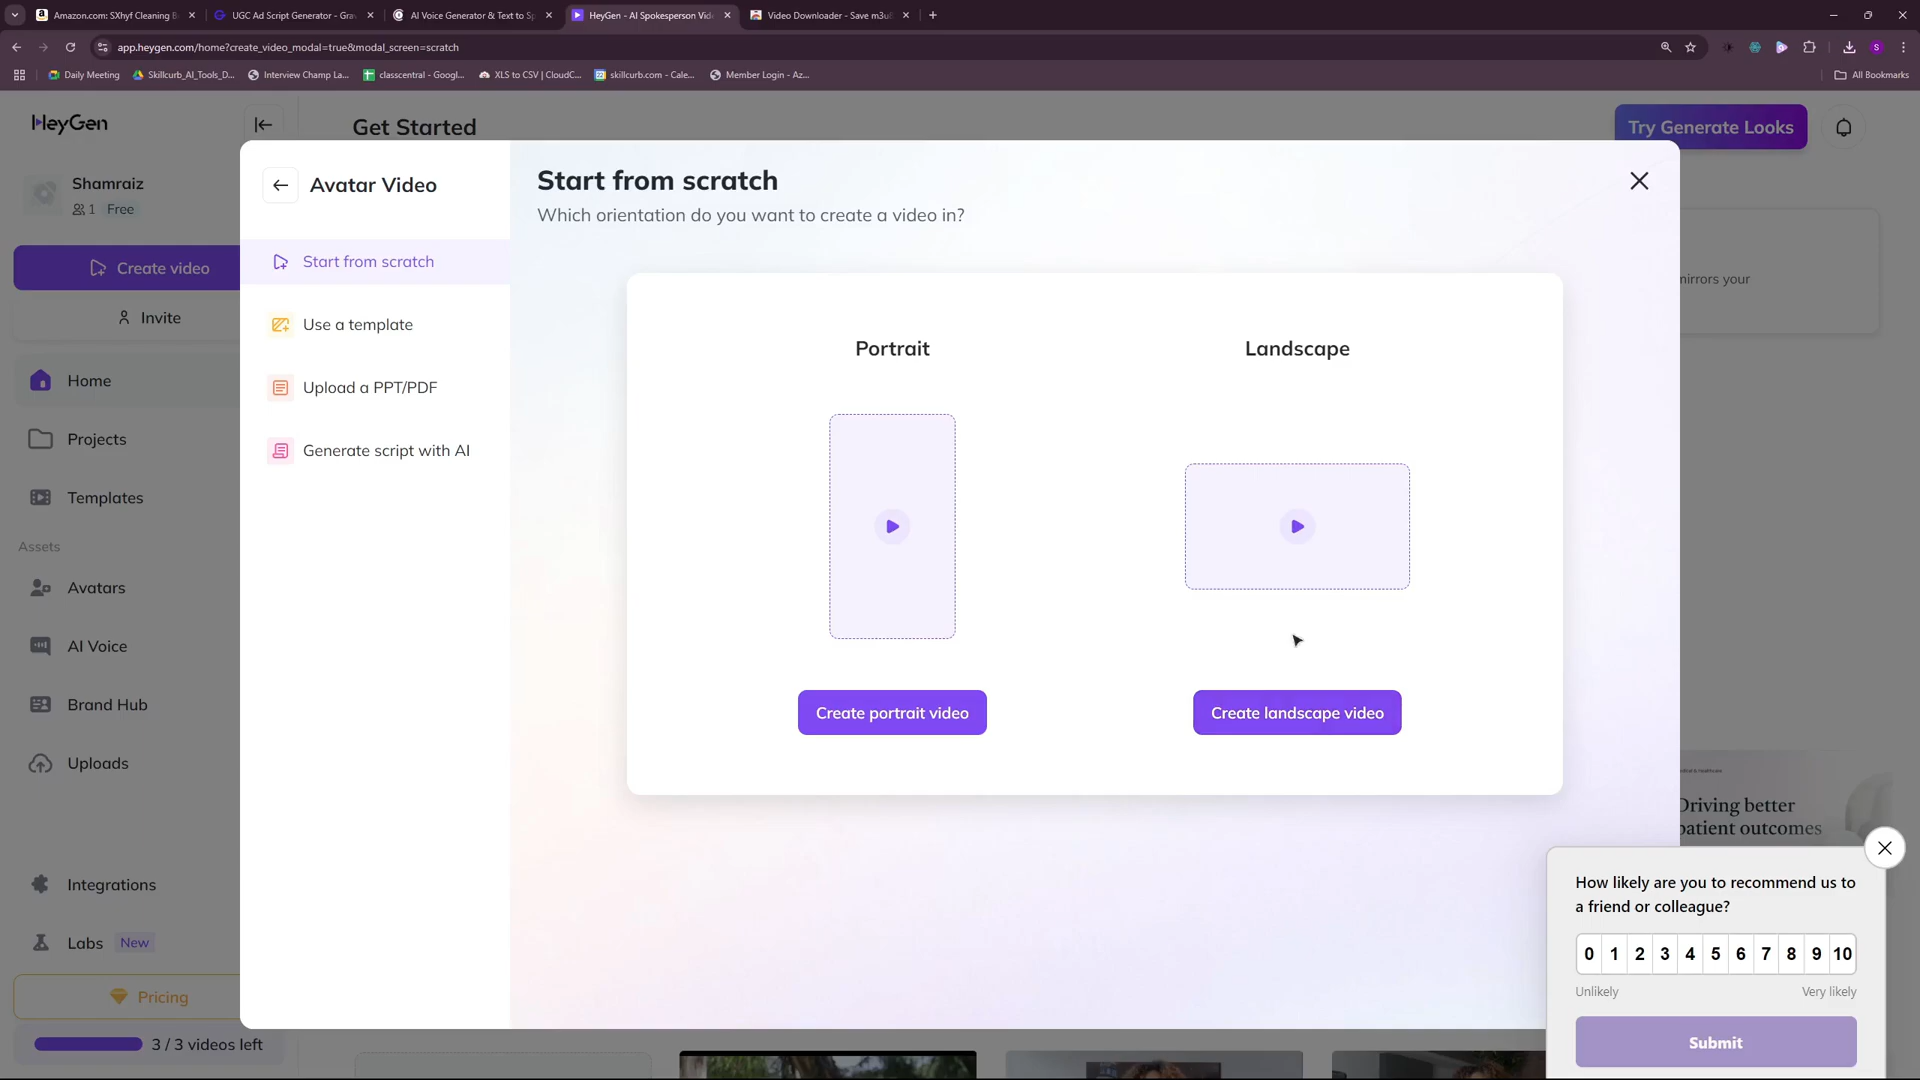 Amazon.com: SXhyf Cleaning B
UGC Ad Script Generator - Gra
AI Voice Generator & Text to Sp
HeyGen - AI Spokesperson Vid
Video Downloader - Save m3u8
app.heygen.com/home?create_video_modal=true&modal_screen=scratch
Daily Meeting
Skillcurb_AI_Tools_D...
Interview Champ La...
classcentral - Googl...
XLS to CSV | CloudC...
skillcurb.com - Cale...
Member Login - Az...
All Bookmarks
HeyGen
Get Started
Try Generate Looks
Shamraiz
1 Free
Create video
Invite
Home
Projects
Templates
Assets
Avatars
AI Voice
Brand Hub
Uploads
Integrations
Labs New
Pricing
3 / 3 videos left
Avatar Video
Start from scratch
Use a template
Upload a PPT/PDF
Generate script with AI
Start from scratch
Which orientation do you want to create a video in?
Portrait
Landscape
Create portrait video
Create landscape video
mirrors your
Driving better
patient outcomes
How likely are you to recommend us to
a friend or colleague?
0 1 2 3 4 5 6 7 8 9 10
Unlikely
Very likely
Submit